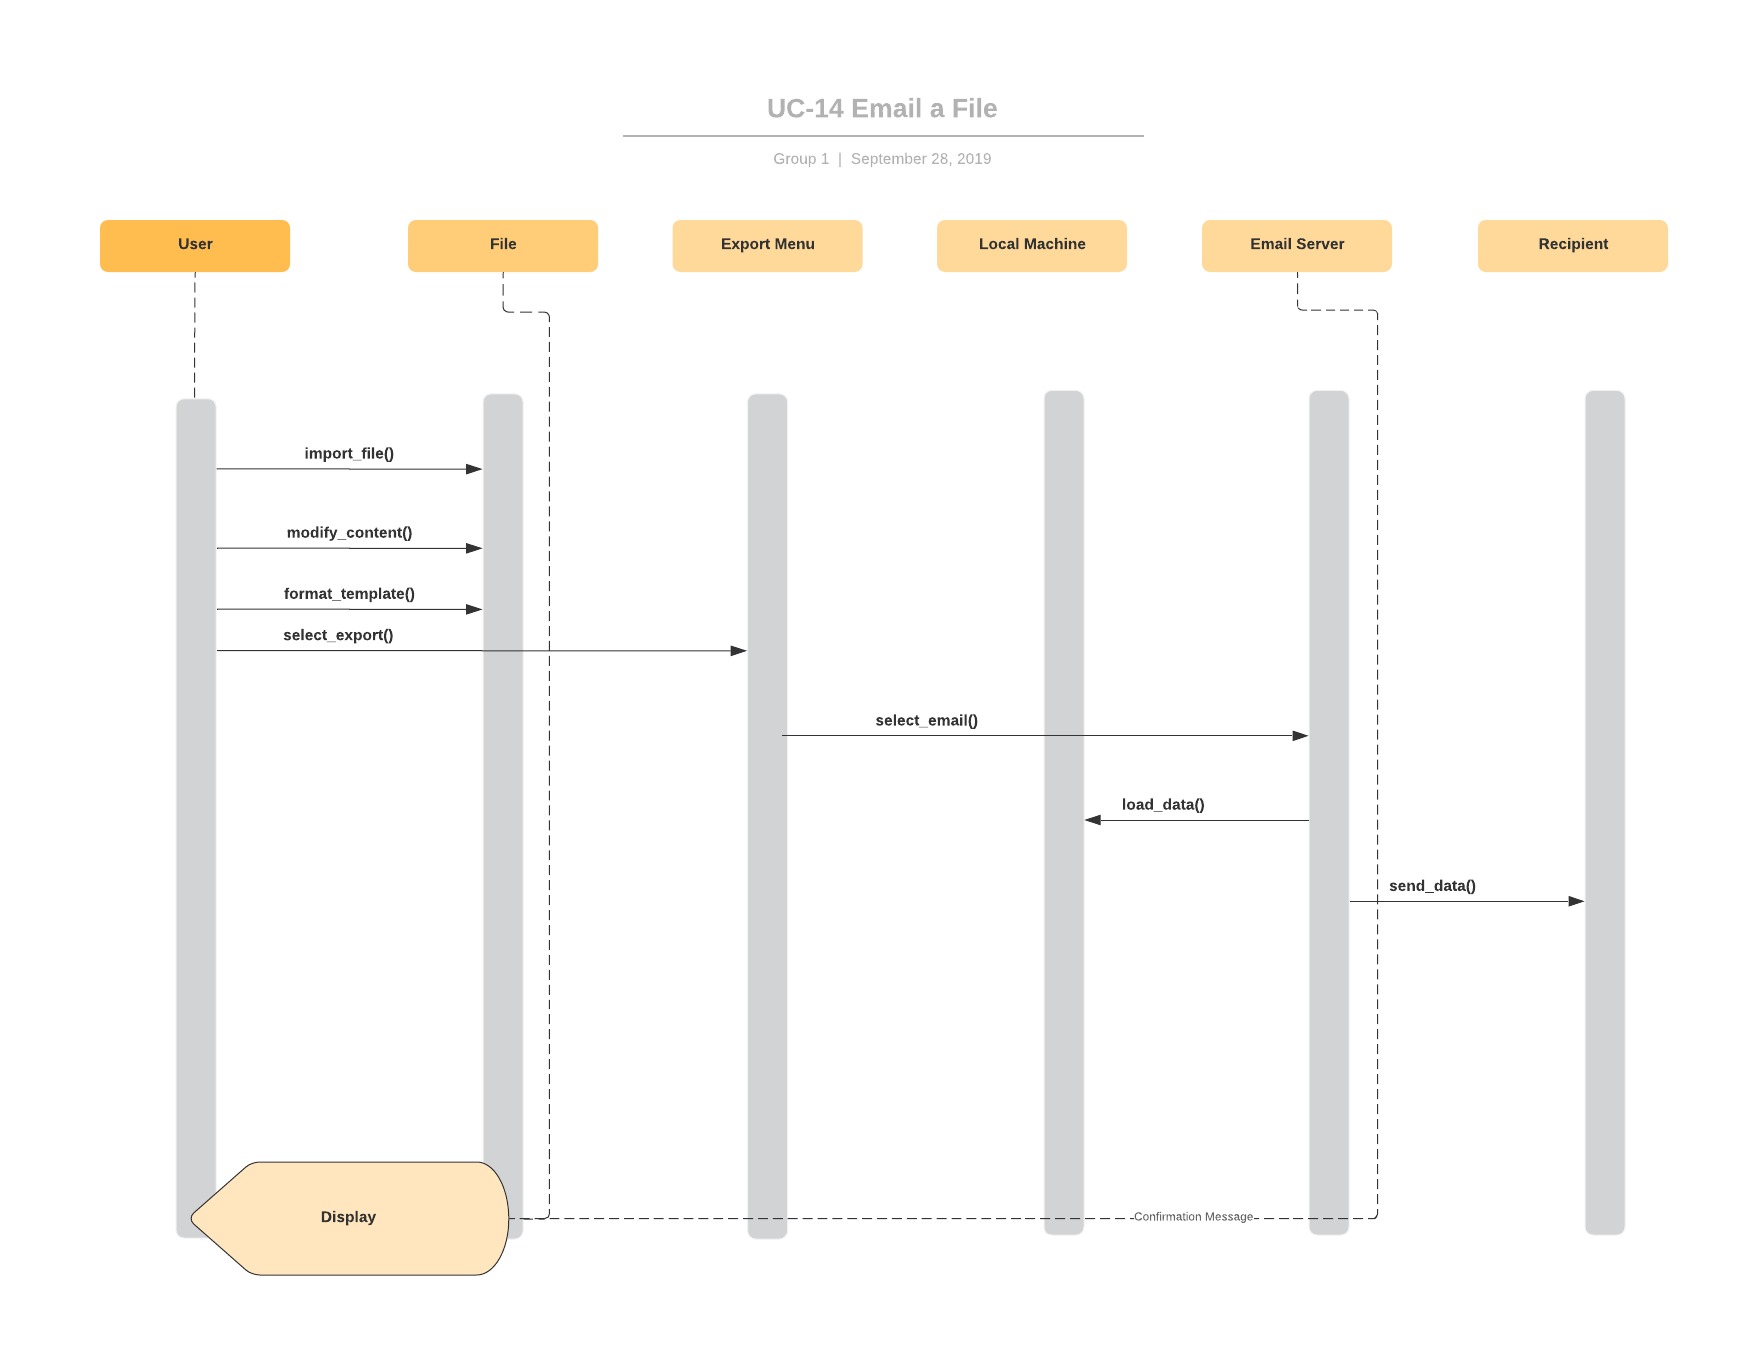 UC-14 Email a File
Group 1 | September 28, 2019
User
File
Export Menu
Local Machine
Email Server
Recipient
import_file()
modify_content()
format_template()
select_export()
select_email()
load_data()
send_data()
Display
Confirmation Message